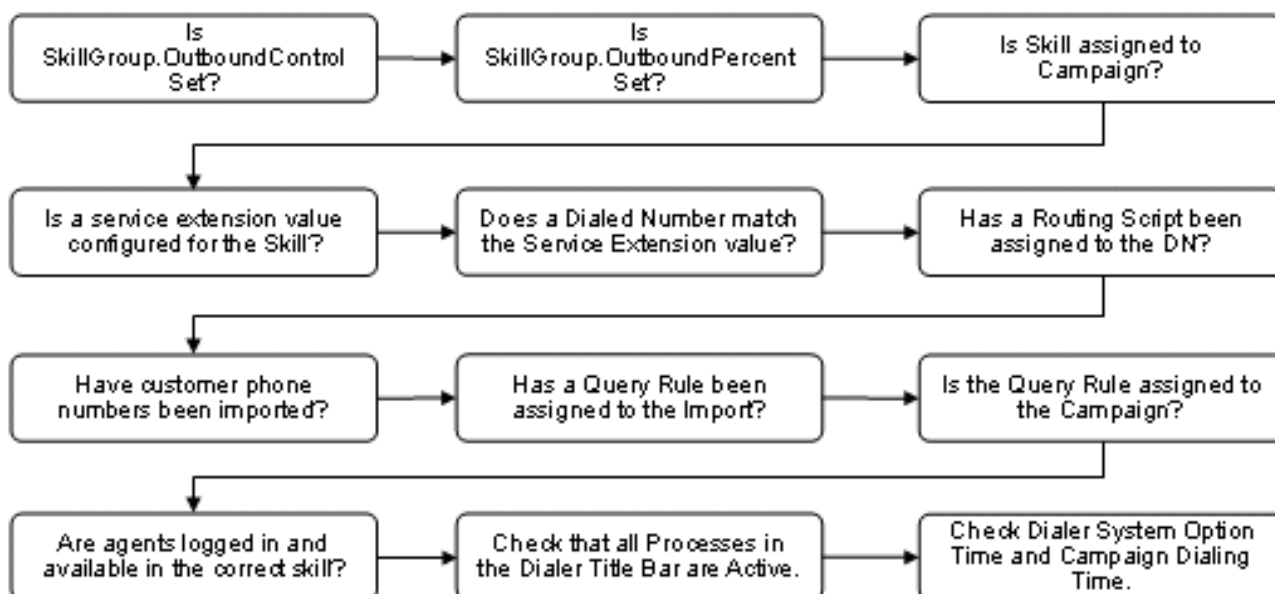 Is
SkillGroup.OutboundControl
Set?
Is
SkillGroup.OutboundPercent
Set?
Is Skill assigned to
Campaign?
Is a service extension value
configured for the Skill?
Does a Dialed Number match
the Service Extension value?
Has a Routing Script been
assigned to the DN?
Have customer phone
numbers been imported?
Has a Query Rule been
assigned to the Import?
Is the Query Rule assigned to
the Campaign?
Are agents logged in and
available in the correct skill?
Check that all Processes in
the Dialer Title Bar are Active.
Check Dialer System Option
Time and Campaign Dialing
Time.